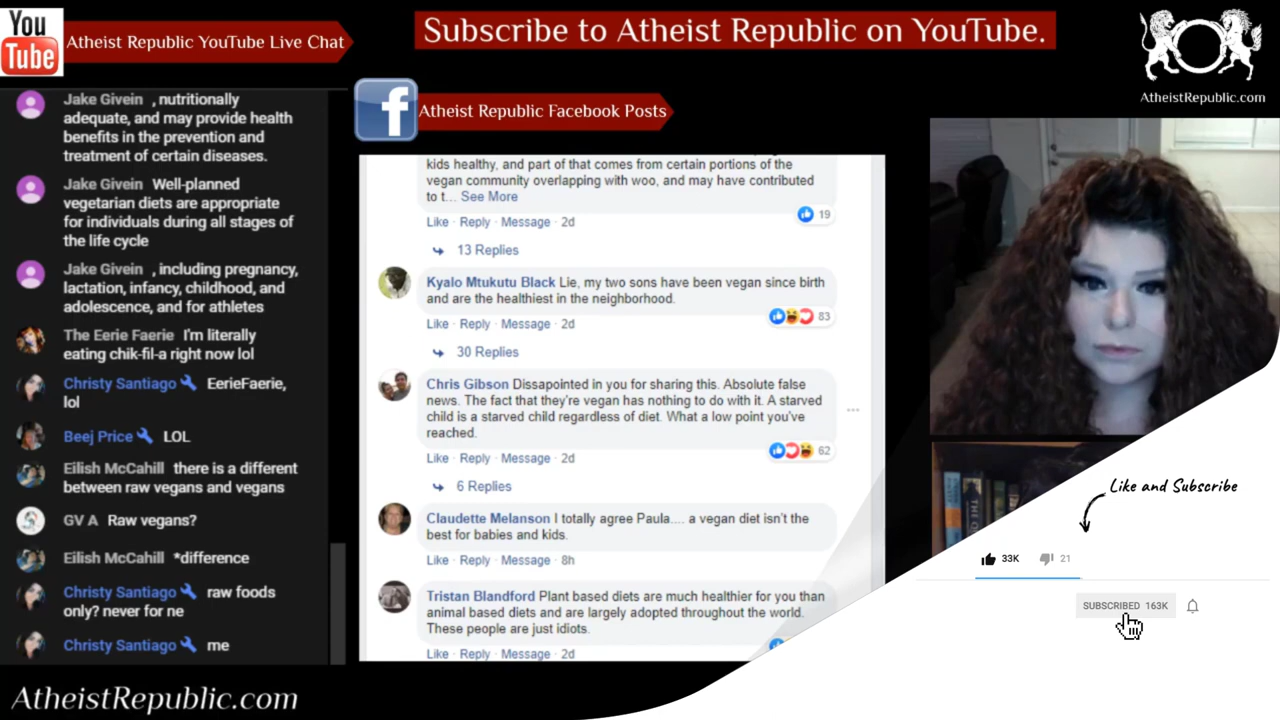 You
Tube
Atheist Republic YouTube Live Chat
Subscribe to Atheist Republic on YouTube.
AtheistRepublic.com
Atheist Republic Facebook Posts
Jake Givein , nutritionally
adequate, and may provide health
benefits in the prevention and
treatment of certain diseases.
Jake Givein Well-planned
vegetarian diets are appropriate
for individuals during all stages of
the life cycle
Jake Givein , including pregnancy,
lactation, infancy, childhood, and
adolescence, and for athletes
The Eerie Faerie I'm literally
eating chik-fil-a right now lol
Christy Santiago EerieFaerie,
lol
Beej Price LOL
Eilish McCahill there is a different
between raw vegans and vegans
GV A Raw vegans?
Eilish McCahill *difference
Christy Santiago raw foods
only? never for ne
Christy Santiago me
kids healthy, and part of that comes from certain portions of the
vegan community overlapping with woo, and may have contributed
to t... See More
19
Like · Reply · Message · 2d
13 Replies
Kyalo Mtukutu Black Lie, my two sons have been vegan since birth
and are the healthiest in the neighborhood.
83
Like · Reply · Message · 2d
30 Replies
Chris Gibson Dissapointed in you for sharing this. Absolute false
news. The fact that they're vegan has nothing to do with it. A starved
child is a starved child regardless of diet. What a low point you've
reached.
62
Like · Reply · Message · 2d
6 Replies
Claudette Melanson I totally agree Paula.... a vegan diet isn't the
best for babies and kids.
Like · Reply · Message · 8h
Tristan Blandford Plant based diets are much healthier for you than
animal based diets and are largely adopted throughout the world.
These people are just idiots.
Like · Reply · Message · 2d
Like and Subscribe
33K 21
SUBSCRIBED 163K
AtheistRepublic.com